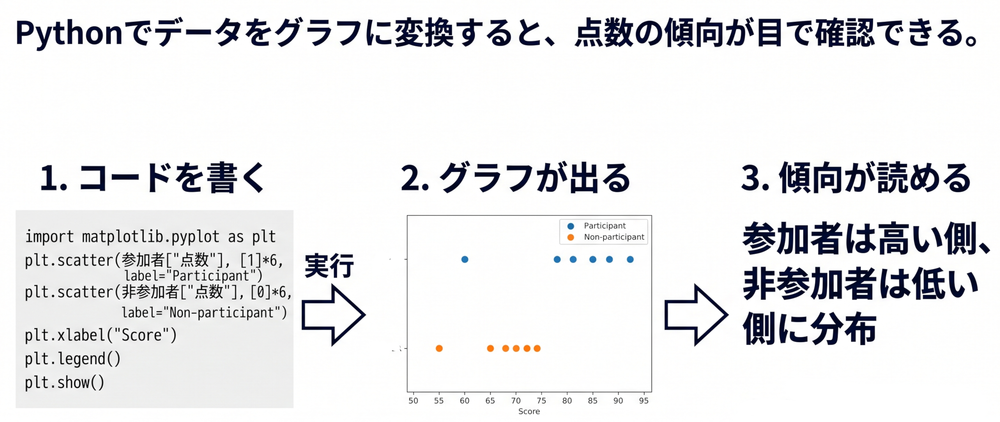 Pythonでデータをグラフに変換すると、点数の傾向が目で確認できる。
1. コードを書く
import matplotlib.pyplot as plt
plt.scatter(参加者["点数"], [1]*6,
label="Participant")
plt.scatter(非参加者["点数"], [0]*6,
label="Non-participant")
plt.xlabel("Score")
plt.legend()
plt.show()
実行
2. グラフが出る
Participant
Non-participant
50 55 60 65 70 75 80 85 90 95
Score
3. 傾向が読める
参加者は高い側、
非参加者は低い
側に分布